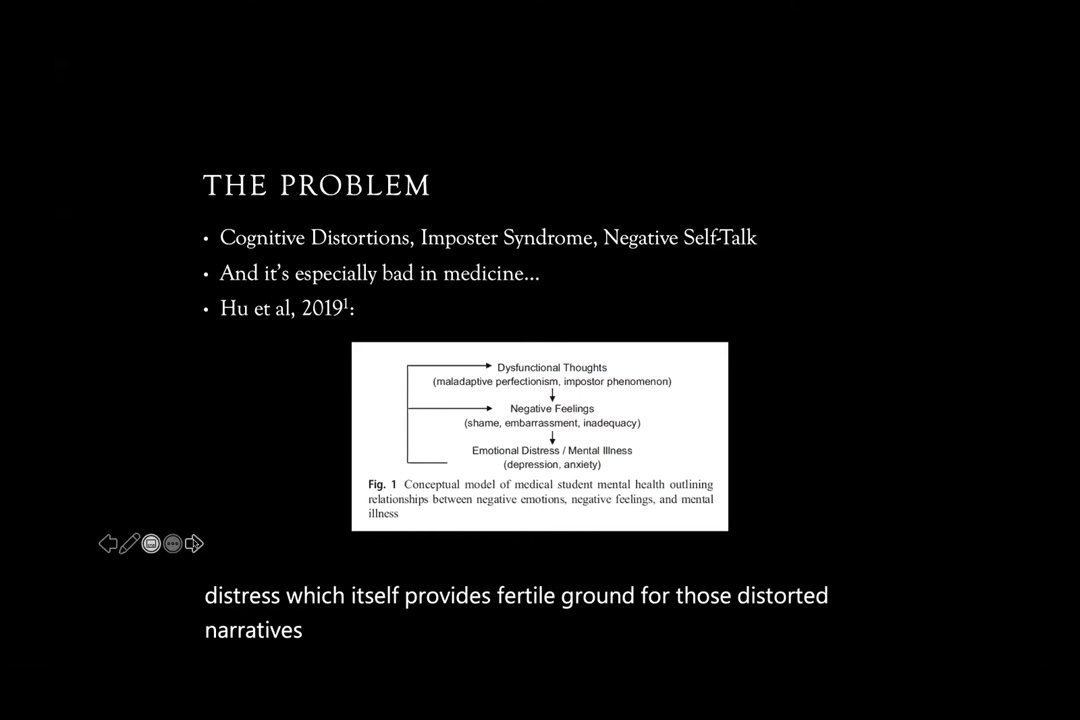 THE PROBLEM
• Cognitive Distortions, Imposter Syndrome, Negative Self-Talk
• And it's especially bad in medicine...
• Hu et al, 2019¹:
Dysfunctional Thoughts
(maladaptive perfectionism, impostor phenomenon)
Negative Feelings
(shame, embarrassment, inadequacy)
Emotional Distress / Mental Illness
(depression, anxiety)
Fig. 1 Conceptual model of medical student mental health outlining
relationships between negative emotions, negative feelings, and mental
illness
distress which itself provides fertile ground for those distorted
narratives